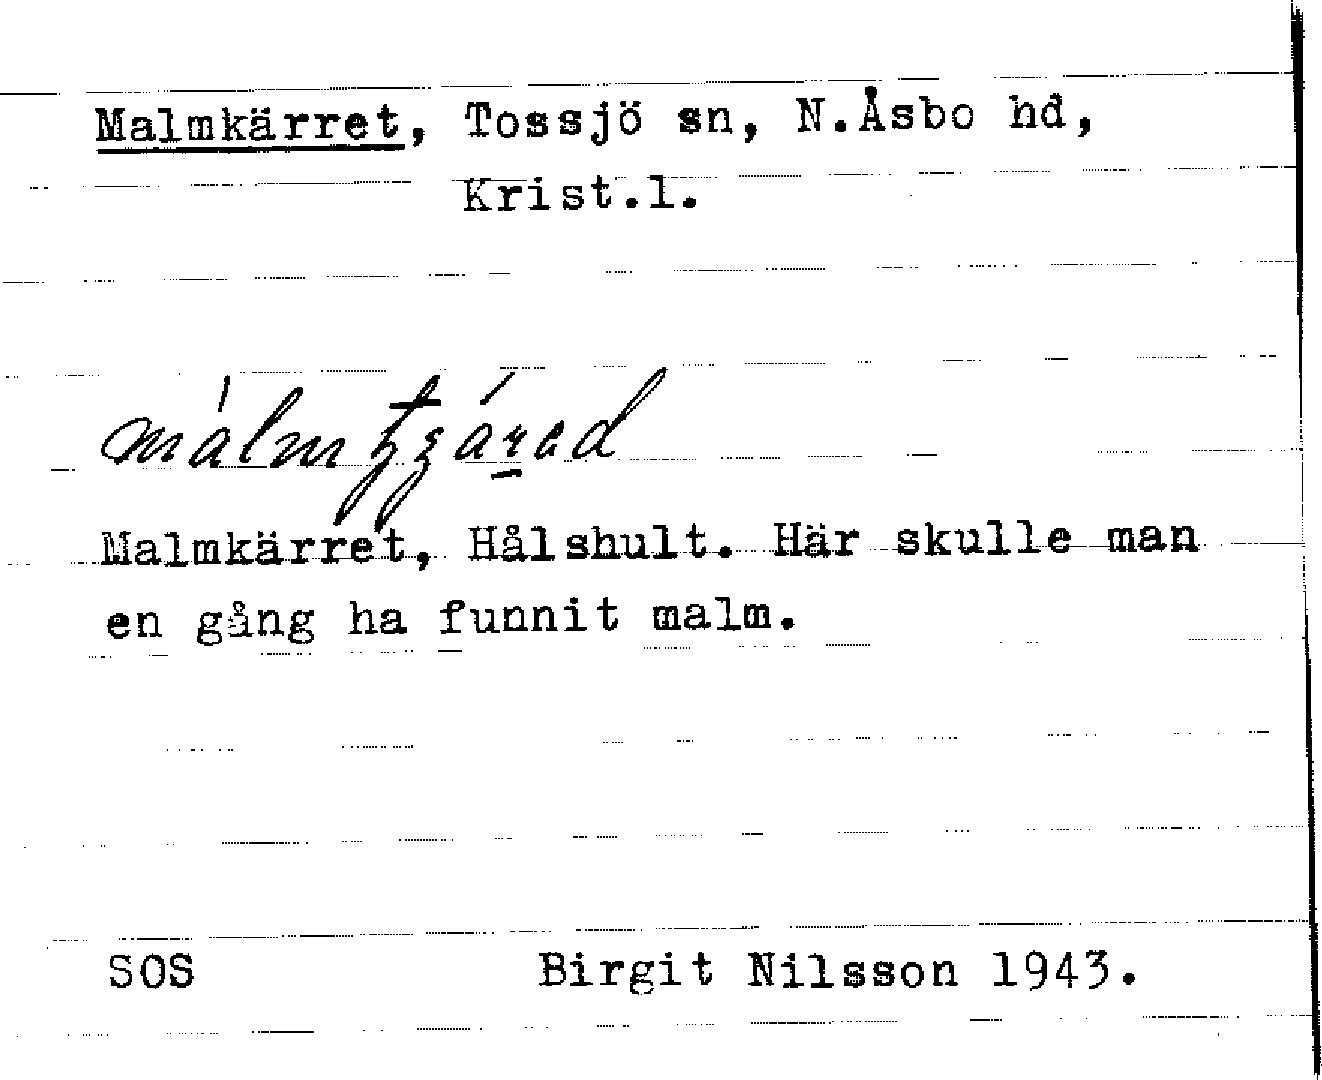 Malmkärret, Tossjö sn, N.Åsbo hd,
Krist.l.
Malmkärret, Hålshult. Här skulle man
en gång ha funnit malm.
SOS Birgit Nilsson 1943.